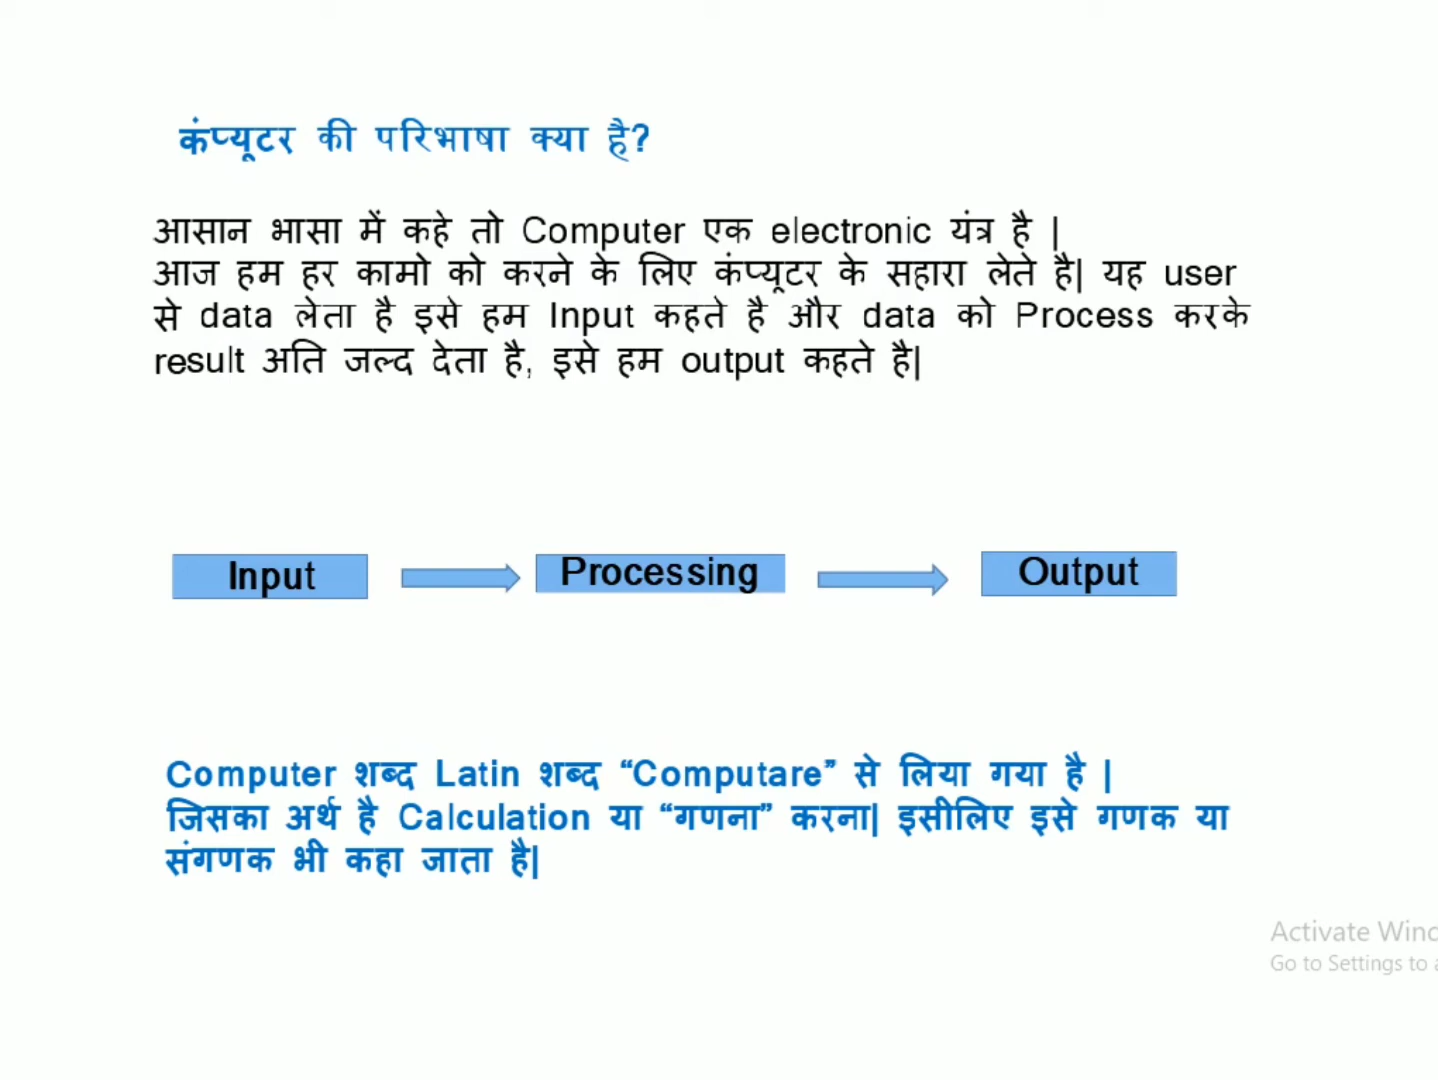 कंप्यूटर की परिभाषा क्या है?
आसान भासा में कहे तो Computer एक electronic यंत्र है |
आज हम हर कामो को करने के लिए कंप्यूटर के सहारा लेते है| यह user
से data लेता है इसे हम Input कहते है और data को Process करके
result अति जल्द देता है, इसे हम output कहते है|
Input
Processing
Output
Computer शब्द Latin शब्द “Computare” से लिया गया है |
जिसका अर्थ है Calculation या “गणना” करना| इसीलिए इसे गणक या
संगणक भी कहा जाता है|
Activate
Go to Settings to